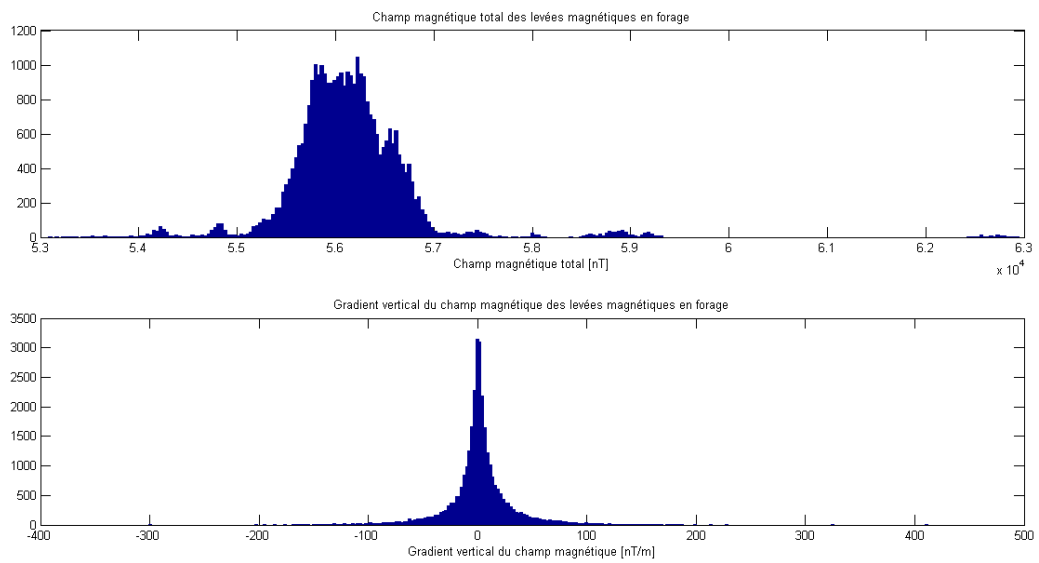 Champ magnétique total des levées magnétiques en forage
1200
1000
800
600
400
200
0
5.3 5.4 5.5 5.6 5.7 5.8 5.9 6 6.1 6.2 6.3
Champ magnétique total [nT]
x 10⁴
Gradient vertical du champ magnétique des levées magnétiques en forage
3500
3000
2500
2000
1500
1000
500
0
-400 -300 -200 -100 0 100 200 300 400 500
Gradient vertical du champ magnétique [nT/m]